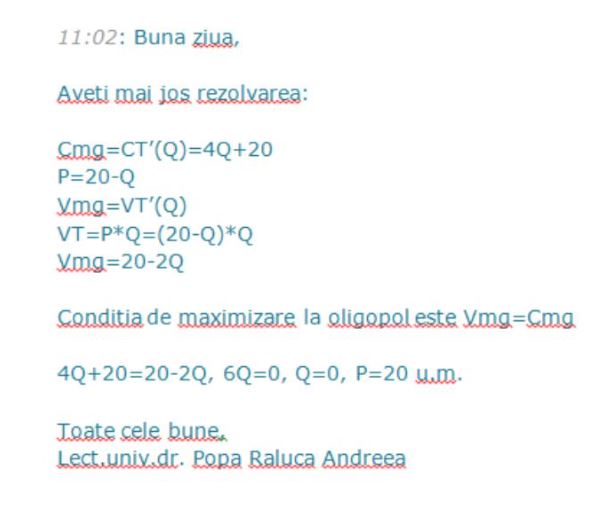 11:02: Buna ziua,
Aveti mai jos rezolvarea:
Cmg=CT'(Q)=4Q+20
P=20-Q
Vmg=VT'(Q)
VT=P*Q=(20-Q)*Q
Vmg=20-2Q
Conditia de maximizare la oligopol este Vmg=Cmg
4Q+20=20-2Q, 6Q=0, Q=0, P=20 u.m.
Toate cele bune,
Lect.univ.dr. Popa Raluca Andreea